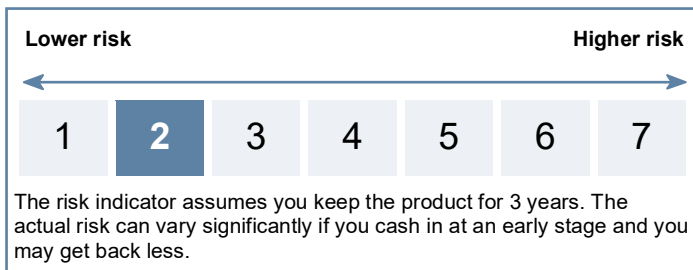 Lower risk Higher risk
1 2 3 4 5 6 7
The risk indicator assumes you keep the product for 3 years. The
actual risk can vary significantly if you cash in at an early stage and you
may get back less.